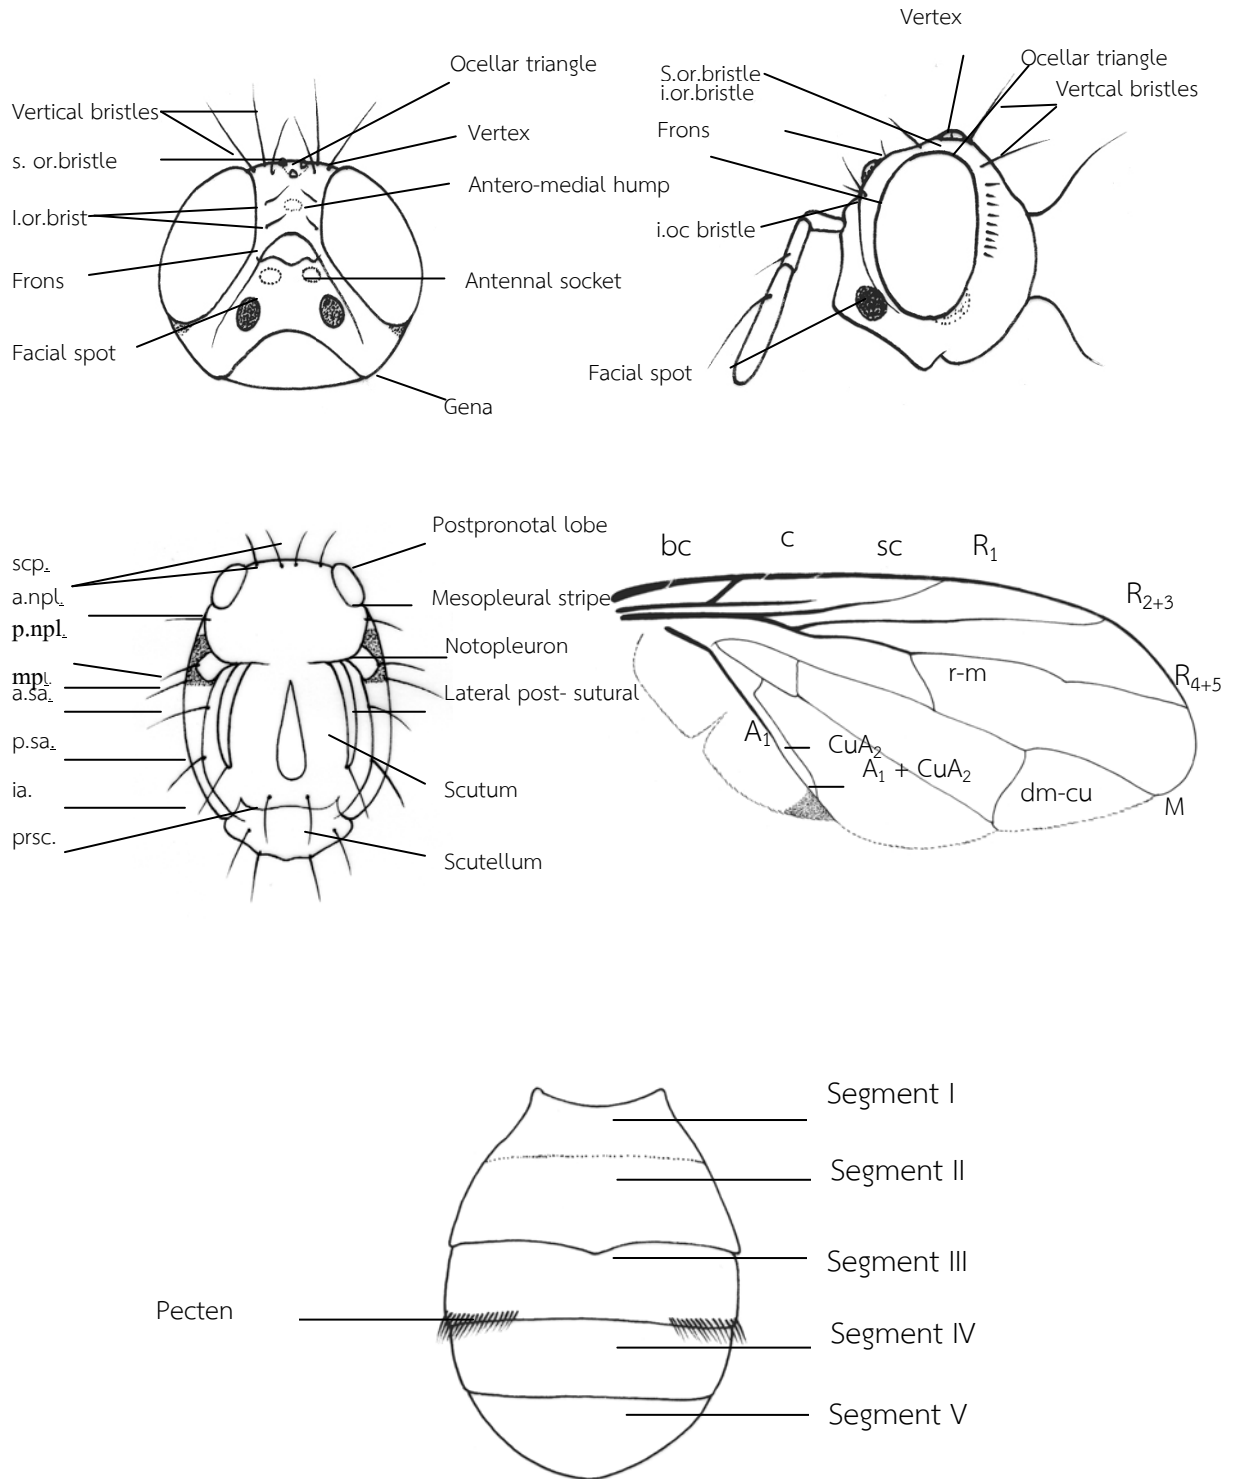 Vertex
Ocellar triangle
Vertical bristles
s. or.bristle
Vertex
Antero-medial hump
I.or.brist
Frons
Antennal socket
Facial spot
Gena
S.or.bristle
i.or.bristle
Ocellar triangle
Vertcal bristles
Frons
i.oc bristle
Facial spot
scp.
a.npl.
p.npl.
mpl.
a.sa.
p.sa.
ia.
prsc.
Postpronotal lobe
Mesopleural stripe
Notopleuron
Lateral post- sutural
Scutum
Scutellum
bc
c
sc
R1
R2+3
R4+5
r-m
A1
CuA2
A1 + CuA2
dm-cu
M
Segment I
Segment II
Segment III
Pecten
Segment IV
Segment V